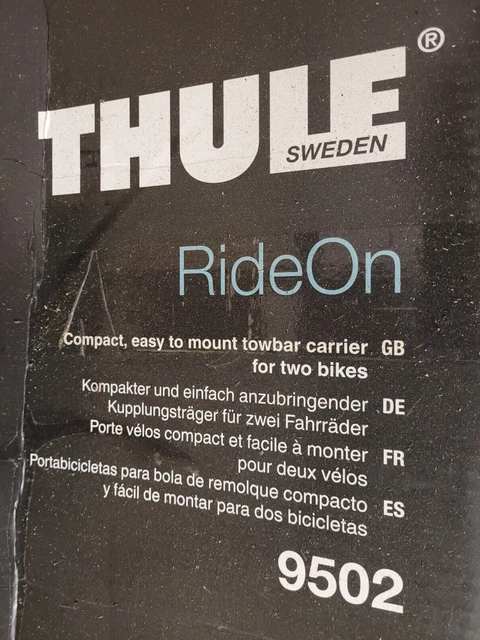 THULE®
SWEDEN
RideOn
Compact, easy to mount towbar carrier GB
for two bikes
Kompakter und einfach anzubringender DE
Kupplungsträger für zwei Fahrräder
Porte vélos compact et façile à monter FR
pour deux vélos
Portabicicletas para bola de remolque compacto ES
y fácil de montar para dos bicicletas
9502